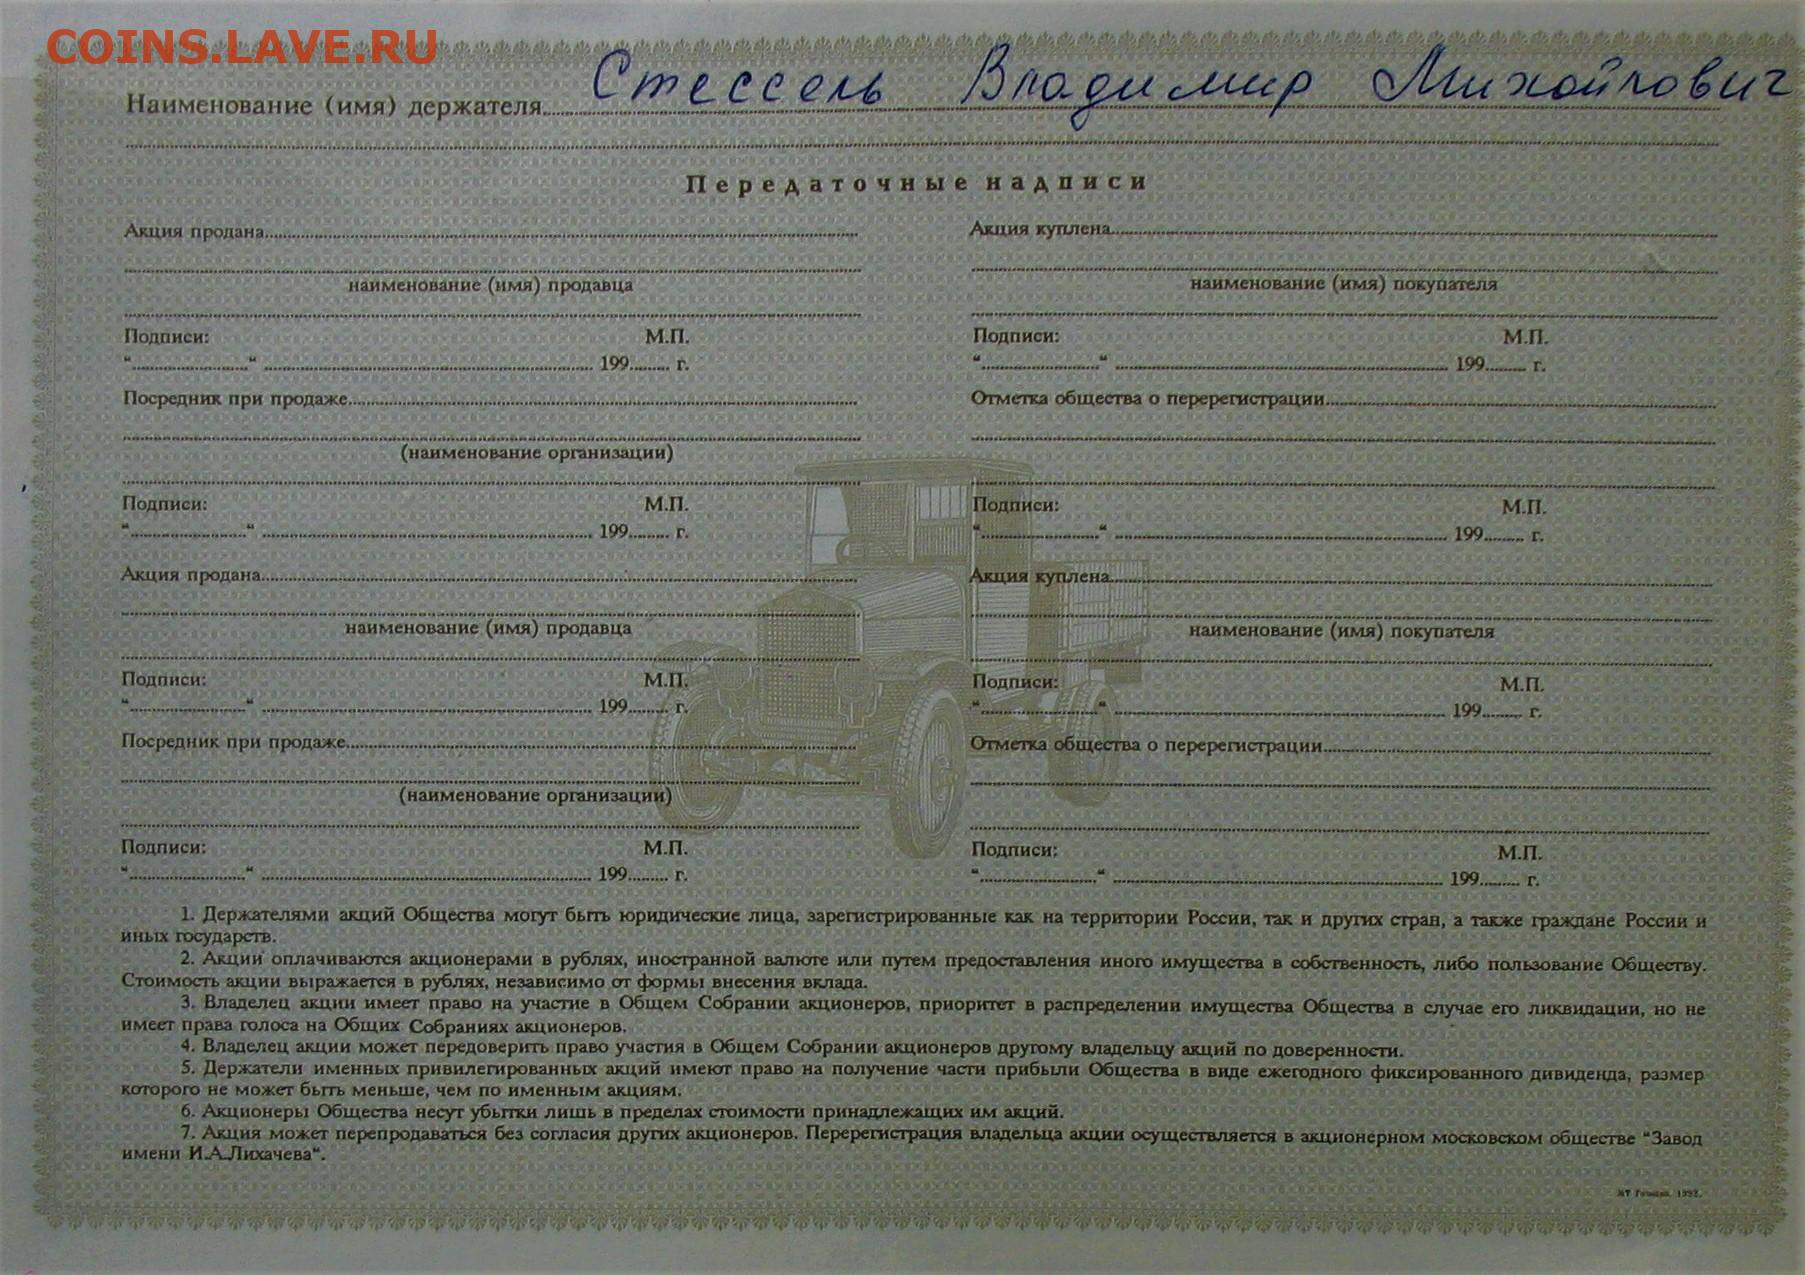 COINS.LAVE.RU
Наименование (имя) держателя Стессель Владимир Михайлович
Передаточные надписи
Акция продана
наименование (имя) продавца
Подписи: М.П.
“ “ 199 г.
Посредник при продаже
(наименование организации)
Подписи: М.П.
“ “ 199 г.
Акция продана
наименование (имя) продавца
Подписи: М.П.
“ “ 199 г.
Посредник при продаже
(наименование организации)
Подписи: М.П.
“ “ 199 г.
Акция куплена
наименование (имя) покупателя
Подписи: М.П.
“ “ 199 г.
Отметка общества о перерегистрации
Подписи: М.П.
“ “ 199 г.
Акция куплена
наименование (имя) покупателя
Подписи: М.П.
“ “ 199 г.
Отметка общества о перерегистрации
Подписи: М.П.
“ “ 199 г.
1. Держателями акций Общества могут быть юридические лица, зарегистрированные как на территории России, так и других стран, а также граждане России и
иных государств.
2. Акции оплачиваются акционерами в рублях, иностранной валюте или путем предоставления иного имущества в собственность, либо пользование Обществу.
Стоимость акции выражается в рублях, независимо от формы внесения вклада.
3. Владелец акции имеет право на участие в Общем Собрании акционеров, приоритет в распределении имущества Общества в случае его ликвидации, но не
имеет права голоса на Общих Собраниях акционеров.
4. Владелец акции может передоверить право участия в Общем Собрании акционеров другому владельцу акций по доверенности.
5. Держатели именных привилегированных акций имеют право на получение части прибыли Общества в виде ежегодного фиксированного дивиденда, размер
которого не может быть меньше, чем по именным акциям.
6. Акционеры Общества несут убытки лишь в пределах стоимости принадлежащих им акций.
7. Акция может перепродаваться без согласия других акционеров. Перерегистрация владельца акции осуществляется в акционерном московском обществе “Завод
имени И.А.Лихачева“.
Гознака. 1992.